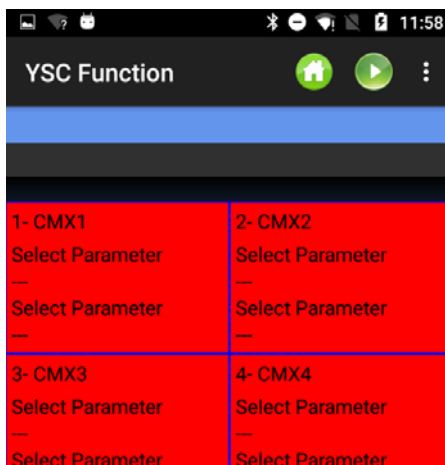 11:58
YSC Function
1- CMX1
2- CMX2
Select Parameter
Select Parameter
---
---
Select Parameter
Select Parameter
---
---
3- CMX3
4- CMX4
Select Parameter
Select Parameter
---
---
Select Parameter
Select Parameter